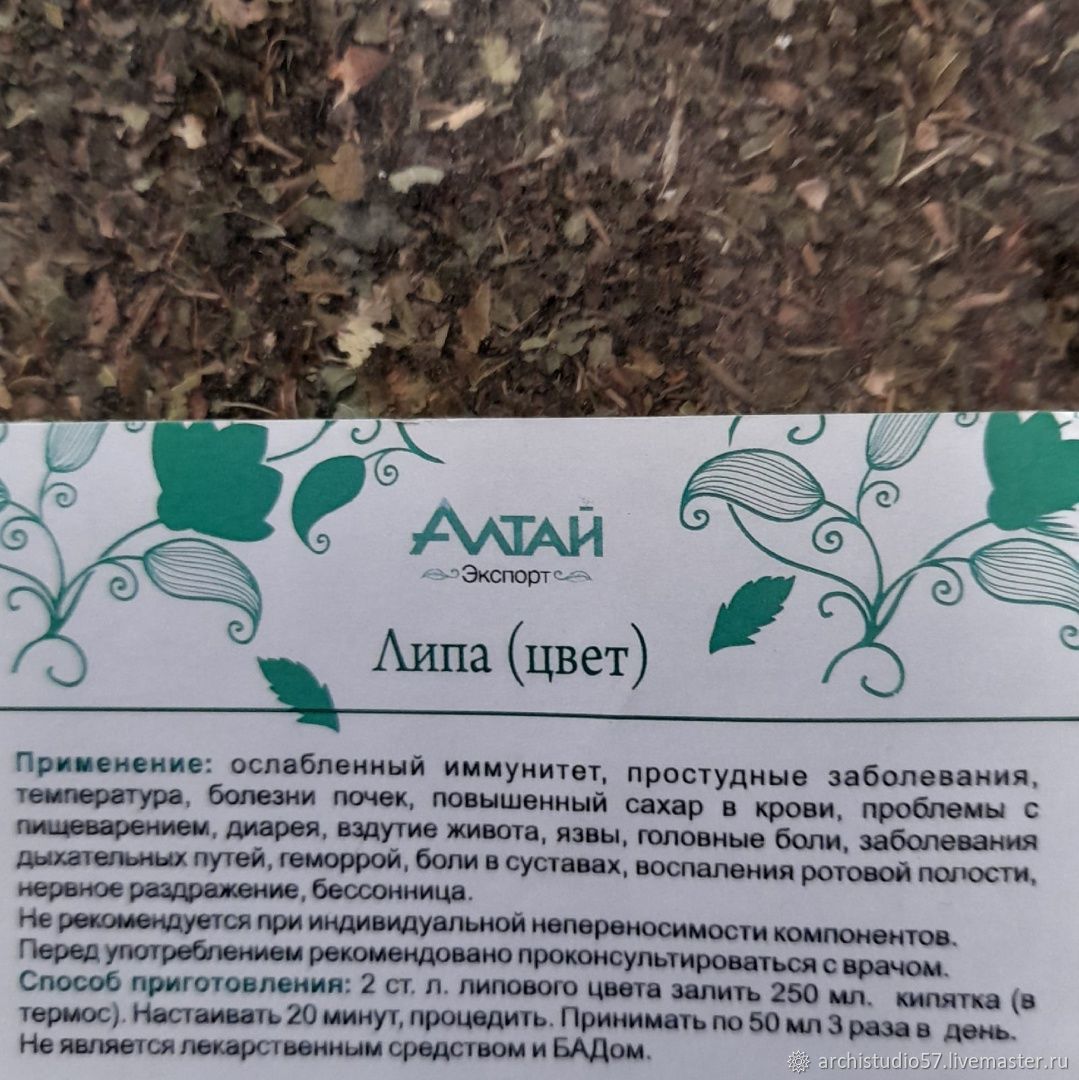 Алтай
Экспорт
Липа (цвет)
Применение: ослабленный иммунитет, простудные заболевания,
температура, болезни почек, повышенный сахар в крови, проблемы с
пищеварением, диарея, вздутие живота, язвы, головные боли, заболевания
дыхательных путей, геморрой, боли в суставах, воспаления ротовой полости,
нервное раздражение, бессонница.
Не рекомендуется при индивидуальной непереносимости компонентов.
Перед употреблением рекомендовано проконсультироваться с врачом.
Способ приготовления: 2 ст. л. липового цвета залить 250 мл. кипятка (в
термос). Настаивать 20 минут, процедить. Принимать по 50 мл 3 раза в день.
Не является лекарственным средством и БАДом.
archistudio57.livemaster.ru